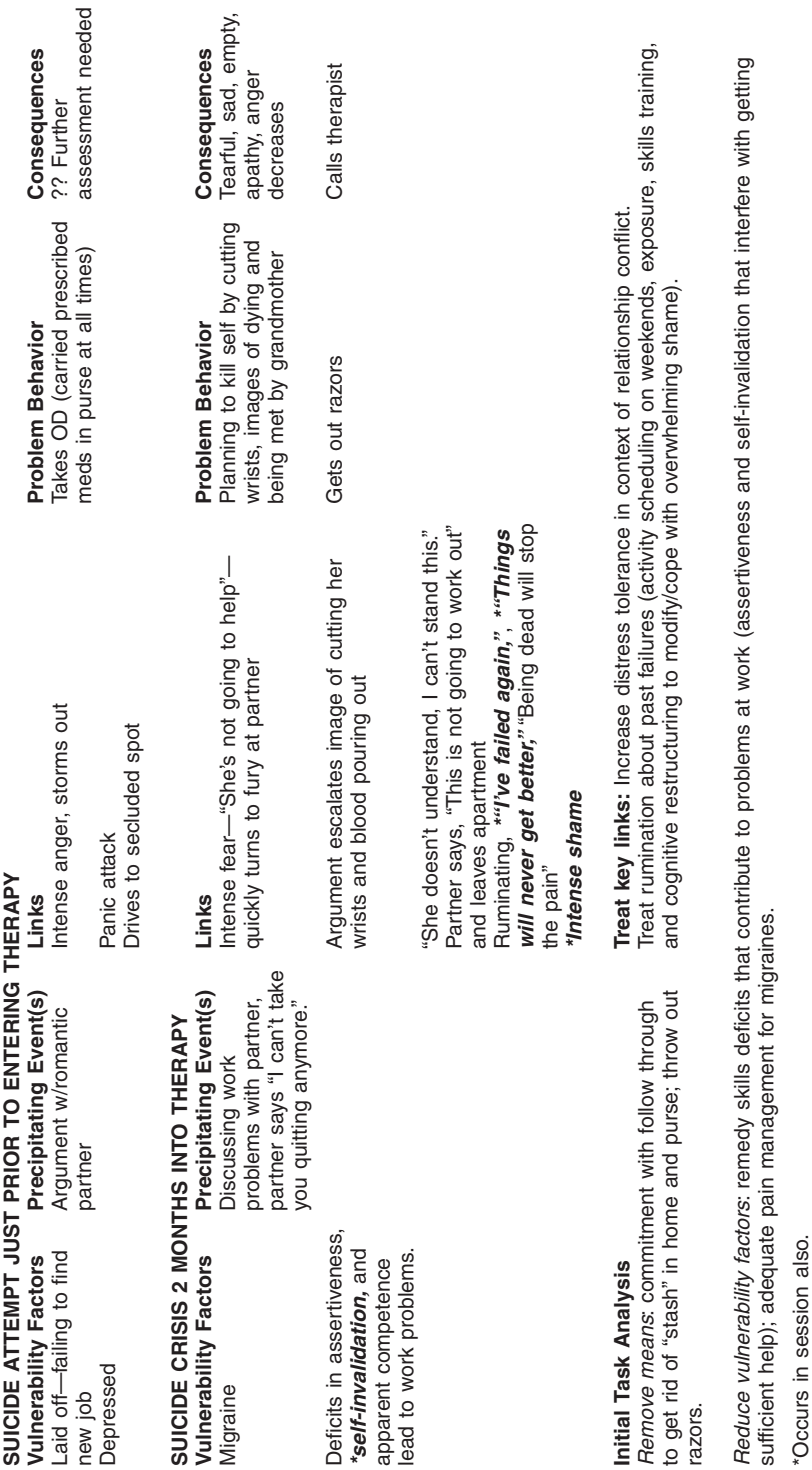 SUICIDE ATTEMPT JUST PRIOR TO ENTERING THERAPY
Vulnerability Factors
Laid off—failing to find
new job
Depressed
Precipitating Event(s)
Argument w/romantic
partner
Links
Intense anger, storms out
Panic attack
Drives to secluded spot
Problem Behavior
Takes OD (carried prescribed
meds in purse at all times)
Consequences
?? Further
assessment needed
SUICIDE CRISIS 2 MONTHS INTO THERAPY
Vulnerability Factors
Migraine
Deficits in assertiveness,
*self-invalidation, and
apparent competence
lead to work problems.
Precipitating Event(s)
Discussing work
problems with partner,
partner says “I can’t take
you quitting anymore.”
Links
Intense fear—“She’s not going to help”—
quickly turns to fury at partner
Argument escalates image of cutting her
wrists and blood pouring out
“She doesn’t understand, I can’t stand this.”
Partner says, “This is not going to work out”
and leaves apartment
Ruminating, *“I’ve failed again,”, *“Things
will never get better,” “Being dead will stop
the pain”
*Intense shame
Problem Behavior
Planning to kill self by cutting
wrists, images of dying and
being met by grandmother
Gets out razors
Consequences
Tearful, sad, empty,
apathy, anger
decreases
Calls therapist
Initial Task Analysis
Remove means: commitment with follow through
to get rid of “stash” in home and purse; throw out
razors.
Treat key links: Increase distress tolerance in context of relationship conflict.
Treat rumination about past failures (activity scheduling on weekends, exposure, skills training,
and cognitive restructuring to modify/cope with overwhelming shame).
Reduce vulnerability factors: remedy skills deficits that contribute to problems at work (assertiveness and self-invalidation that interfere with getting
sufficient help); adequate pain management for migraines.
*Occurs in session also.